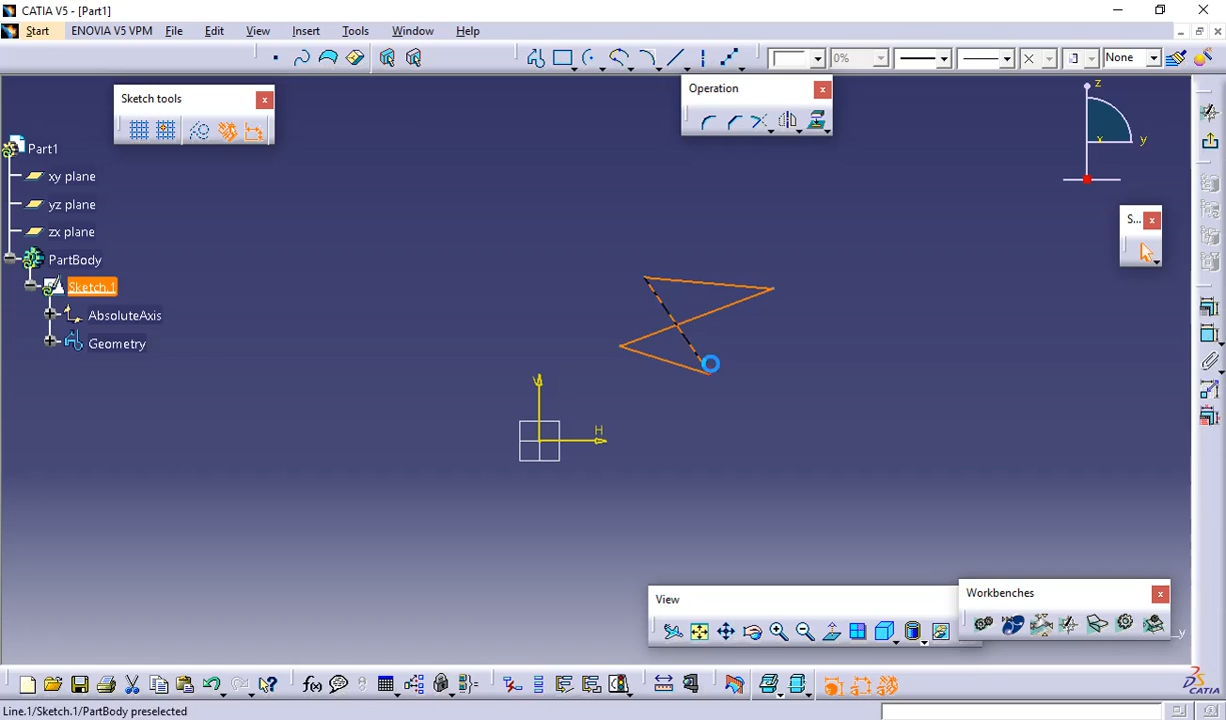 CATIA V5 - [Part1]
Start ENOVIA V5 VPM File Edit View Insert Tools Window Help
0% None
Sketch tools
Operation
z
x y
S...
Part1
xy plane
yz plane
zx plane
PartBody
Sketch.1
AbsoluteAxis
Geometry
V
H
View
Workbenches
y
f(x)
DS
CATIA
Line.1/Sketch.1/PartBody preselected